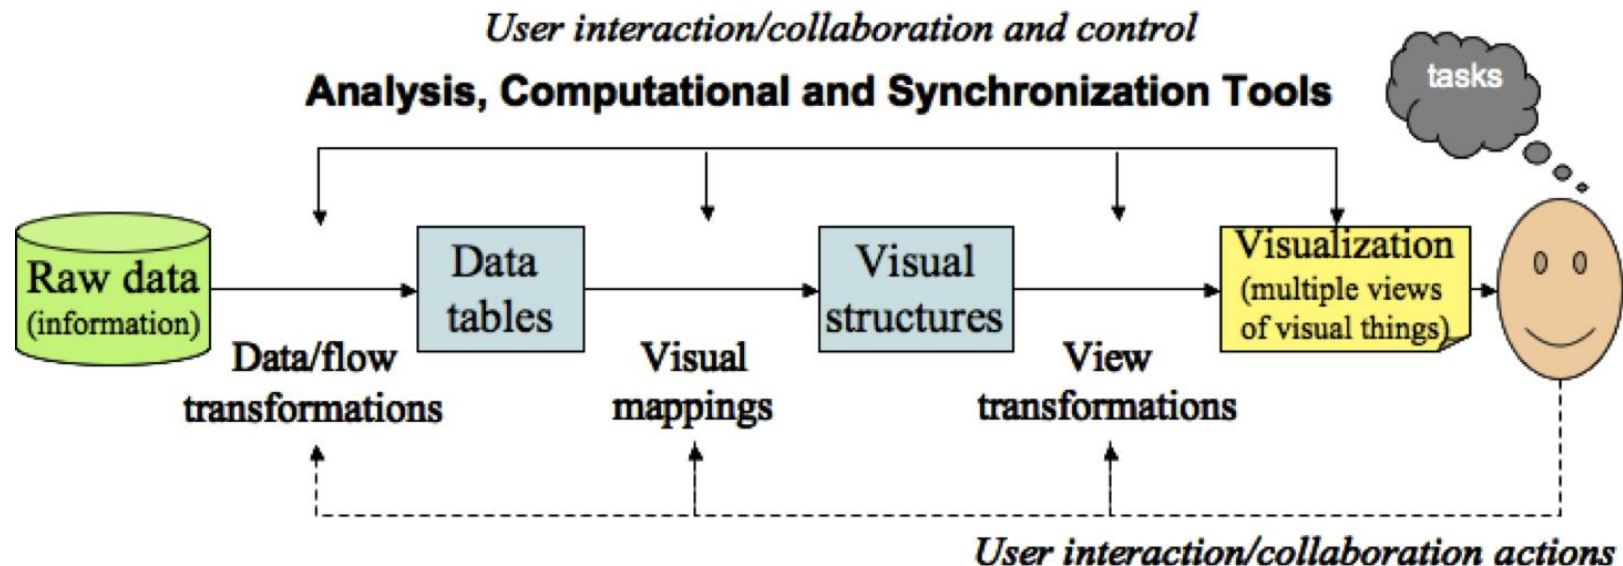 User interaction/collaboration and control
Analysis, Computational and Synchronization Tools
tasks
Raw data
(information)
Data/flow
transformations
Data
tables
Visual
mappings
Visual
structures
View
transformations
Visualization
(multiple views
of visual things)
User interaction/collaboration actions